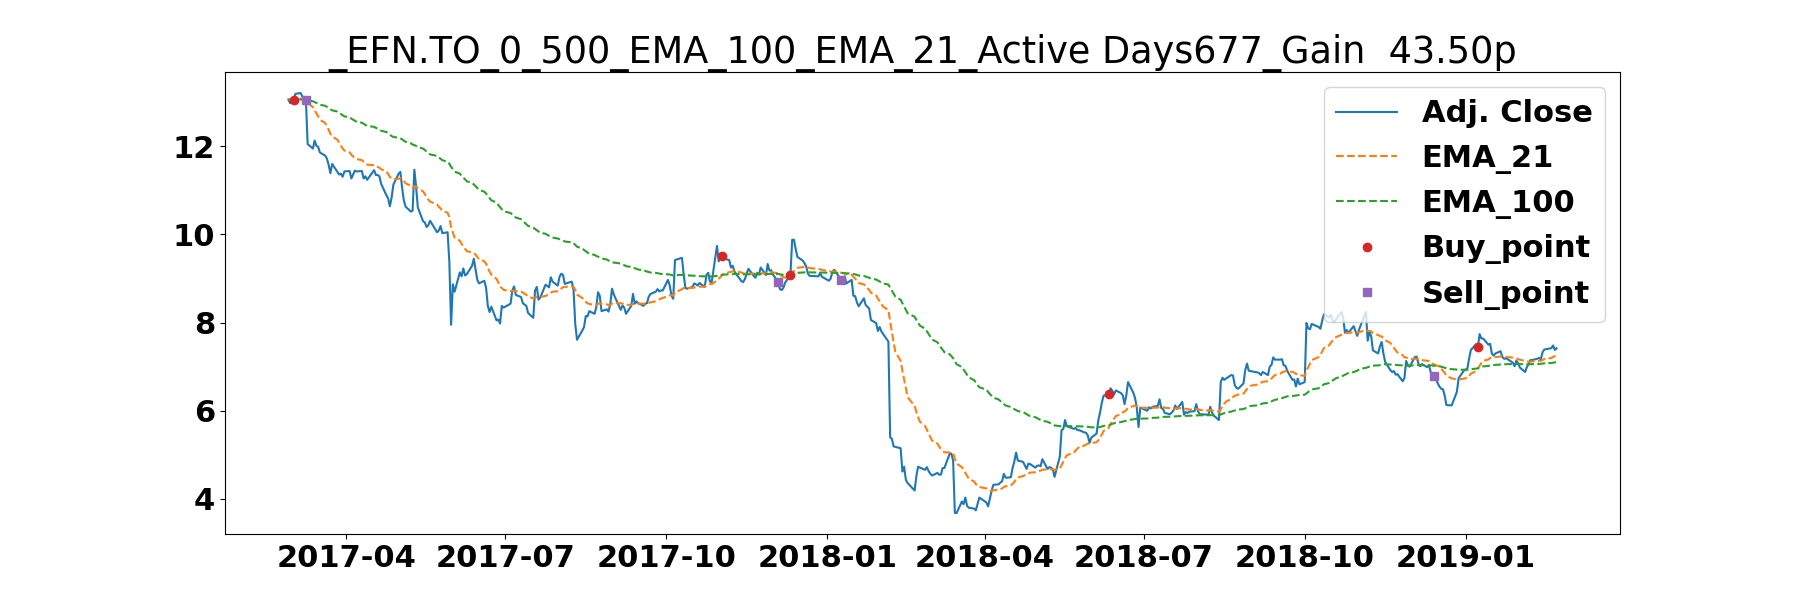 _EFN.TO_0_500_EMA_100_EMA_21_Active Days677_Gain  43.50p
Adj. Close
EMA_21
EMA_100
Buy_point
Sell_point
12
10
8
6
4
2017-04 2017-07 2017-10 2018-01 2018-04 2018-07 2018-10 2019-01